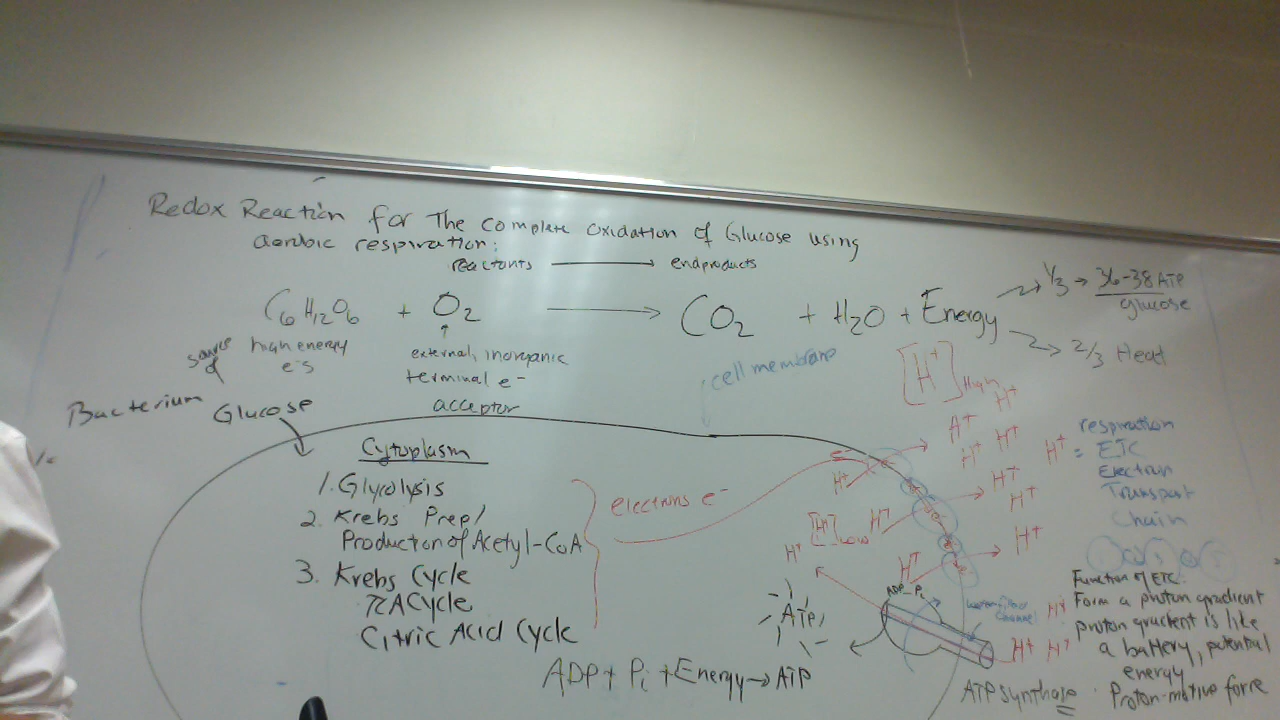 Redox Reaction for The Complete Oxidation of Glucose using
aerobic respiration:
reactants → endproducts
C6H12O6 + O2 → CO2 + H2O + Energy
1/3 → 36-38 ATP
glucose
2/3 Heat
source of
high energy
e-s
external, inorganic
terminal e-
acceptor
Bacterium
Glucose
cell membrane
Cytoplasm
1. Glycolysis
2. Krebs Prep/
Production of Acetyl-CoA
3. Krebs Cycle
TCA Cycle
Citric Acid Cycle
electrons e-
[H+] High
H+
H+ H+
H+ H+
H+
H+
H+
H+
e-
H+
[H+] Low H+
H+
H+
respiration
= ETC
Electron
Transport
Chain
Function of ETC:
Form a proton gradient
proton gradient is like
a battery, potential
energy
Proton-motive force
ADP Pi
Channel
H+
H+ H+
ATP
ATP synthase
ADP + Pi + Energy → ATP